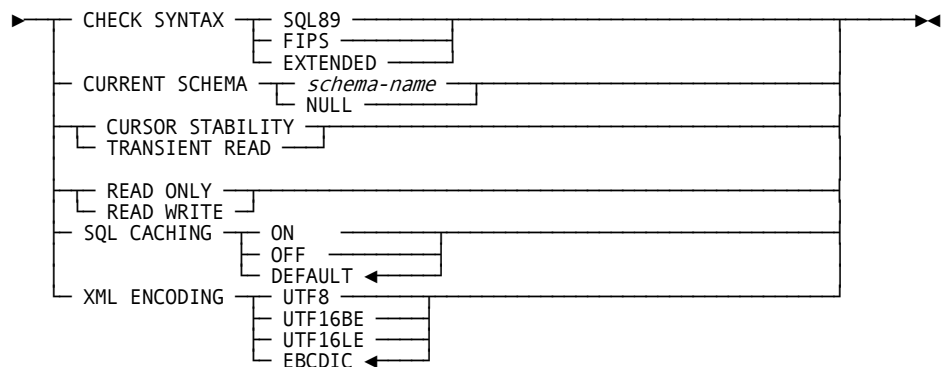 CHECK SYNTAX SQL89
FIPS
EXTENDED
CURRENT SCHEMA schema-name
NULL
CURSOR STABILITY
TRANSIENT READ
READ ONLY
READ WRITE
SQL CACHING ON
OFF
DEFAULT
XML ENCODING UTF8
UTF16BE
UTF16LE
EBCDIC